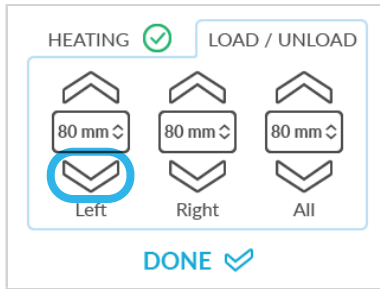 HEATING LOAD / UNLOAD
80 mm 80 mm 80 mm
Left Right All
DONE